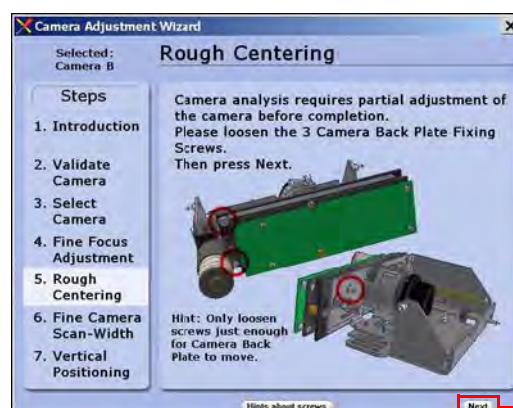 Camera Adjustment Wizard
Selected:
Camera B
Rough Centering
Steps
1. Introduction
2. Validate
Camera
3. Select
Camera
4. Fine Focus
Adjustment
5. Rough
Centering
6. Fine Camera
Scan-Width
7. Vertical
Positioning
Camera analysis requires partial adjustment of
the camera before completion.
Please loosen the 3 Camera Back Plate Fixing
Screws.
Then press Next.
Hint: Only loosen
screws just enough
for Camera Back
Plate to move.
Hints about screws
Next